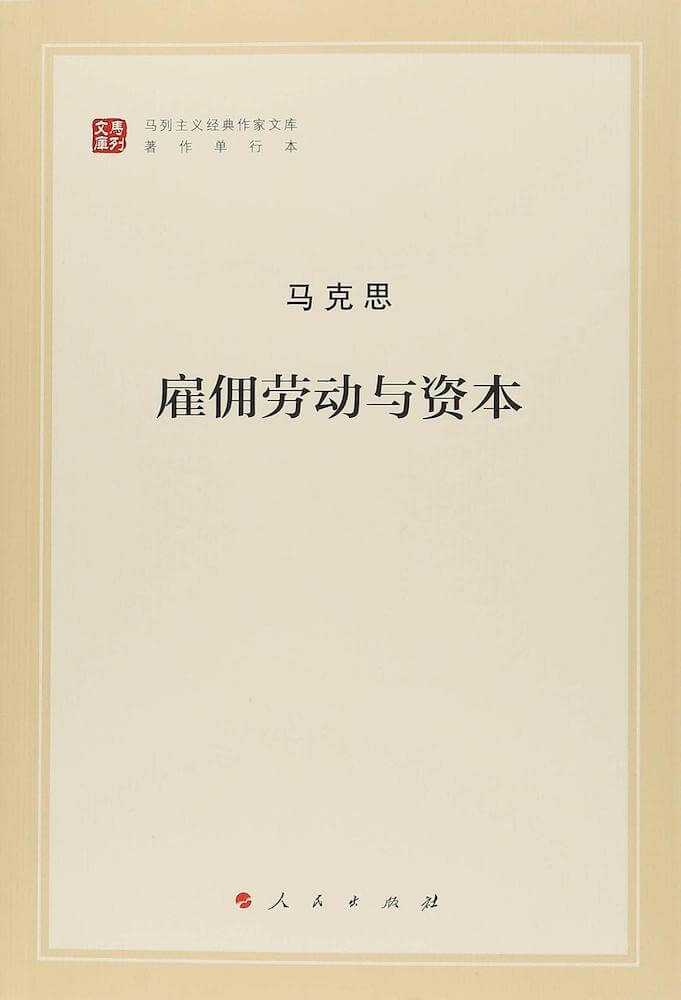 馬列
文庫
马列主义经典作家文库
著作单行本
马克思
雇佣劳动与资本
人民出版社